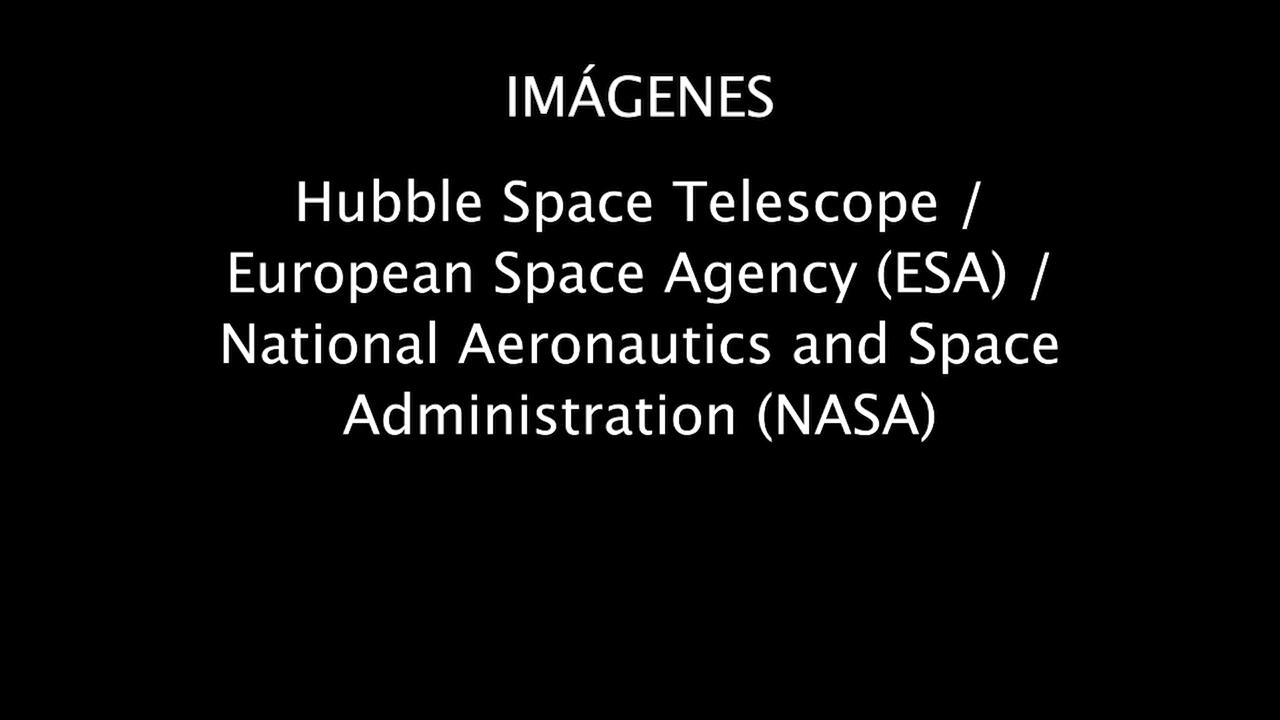 IMÁGENES
Hubble Space Telescope /
European Space Agency (ESA) /
National Aeronautics and Space
Administration (NASA)